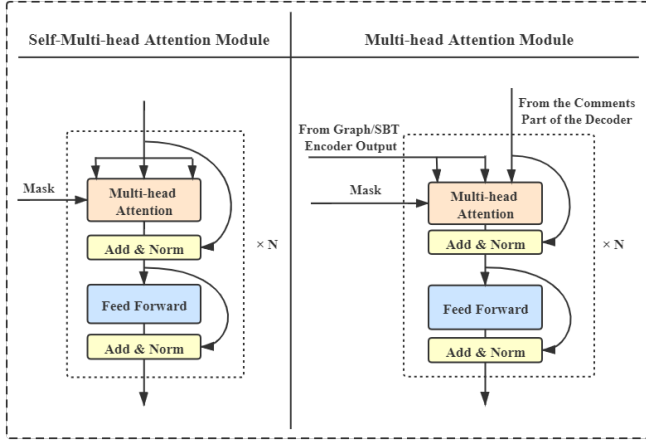 Self-Multi-head Attention Module
Mask
Multi-head
Attention
Add & Norm
× N
Feed Forward
Add & Norm
Multi-head Attention Module
From the Comments
Part of the Decoder
From Graph/SBT
Encoder Output
Mask
Multi-head
Attention
Add & Norm
× N
Feed Forward
Add & Norm